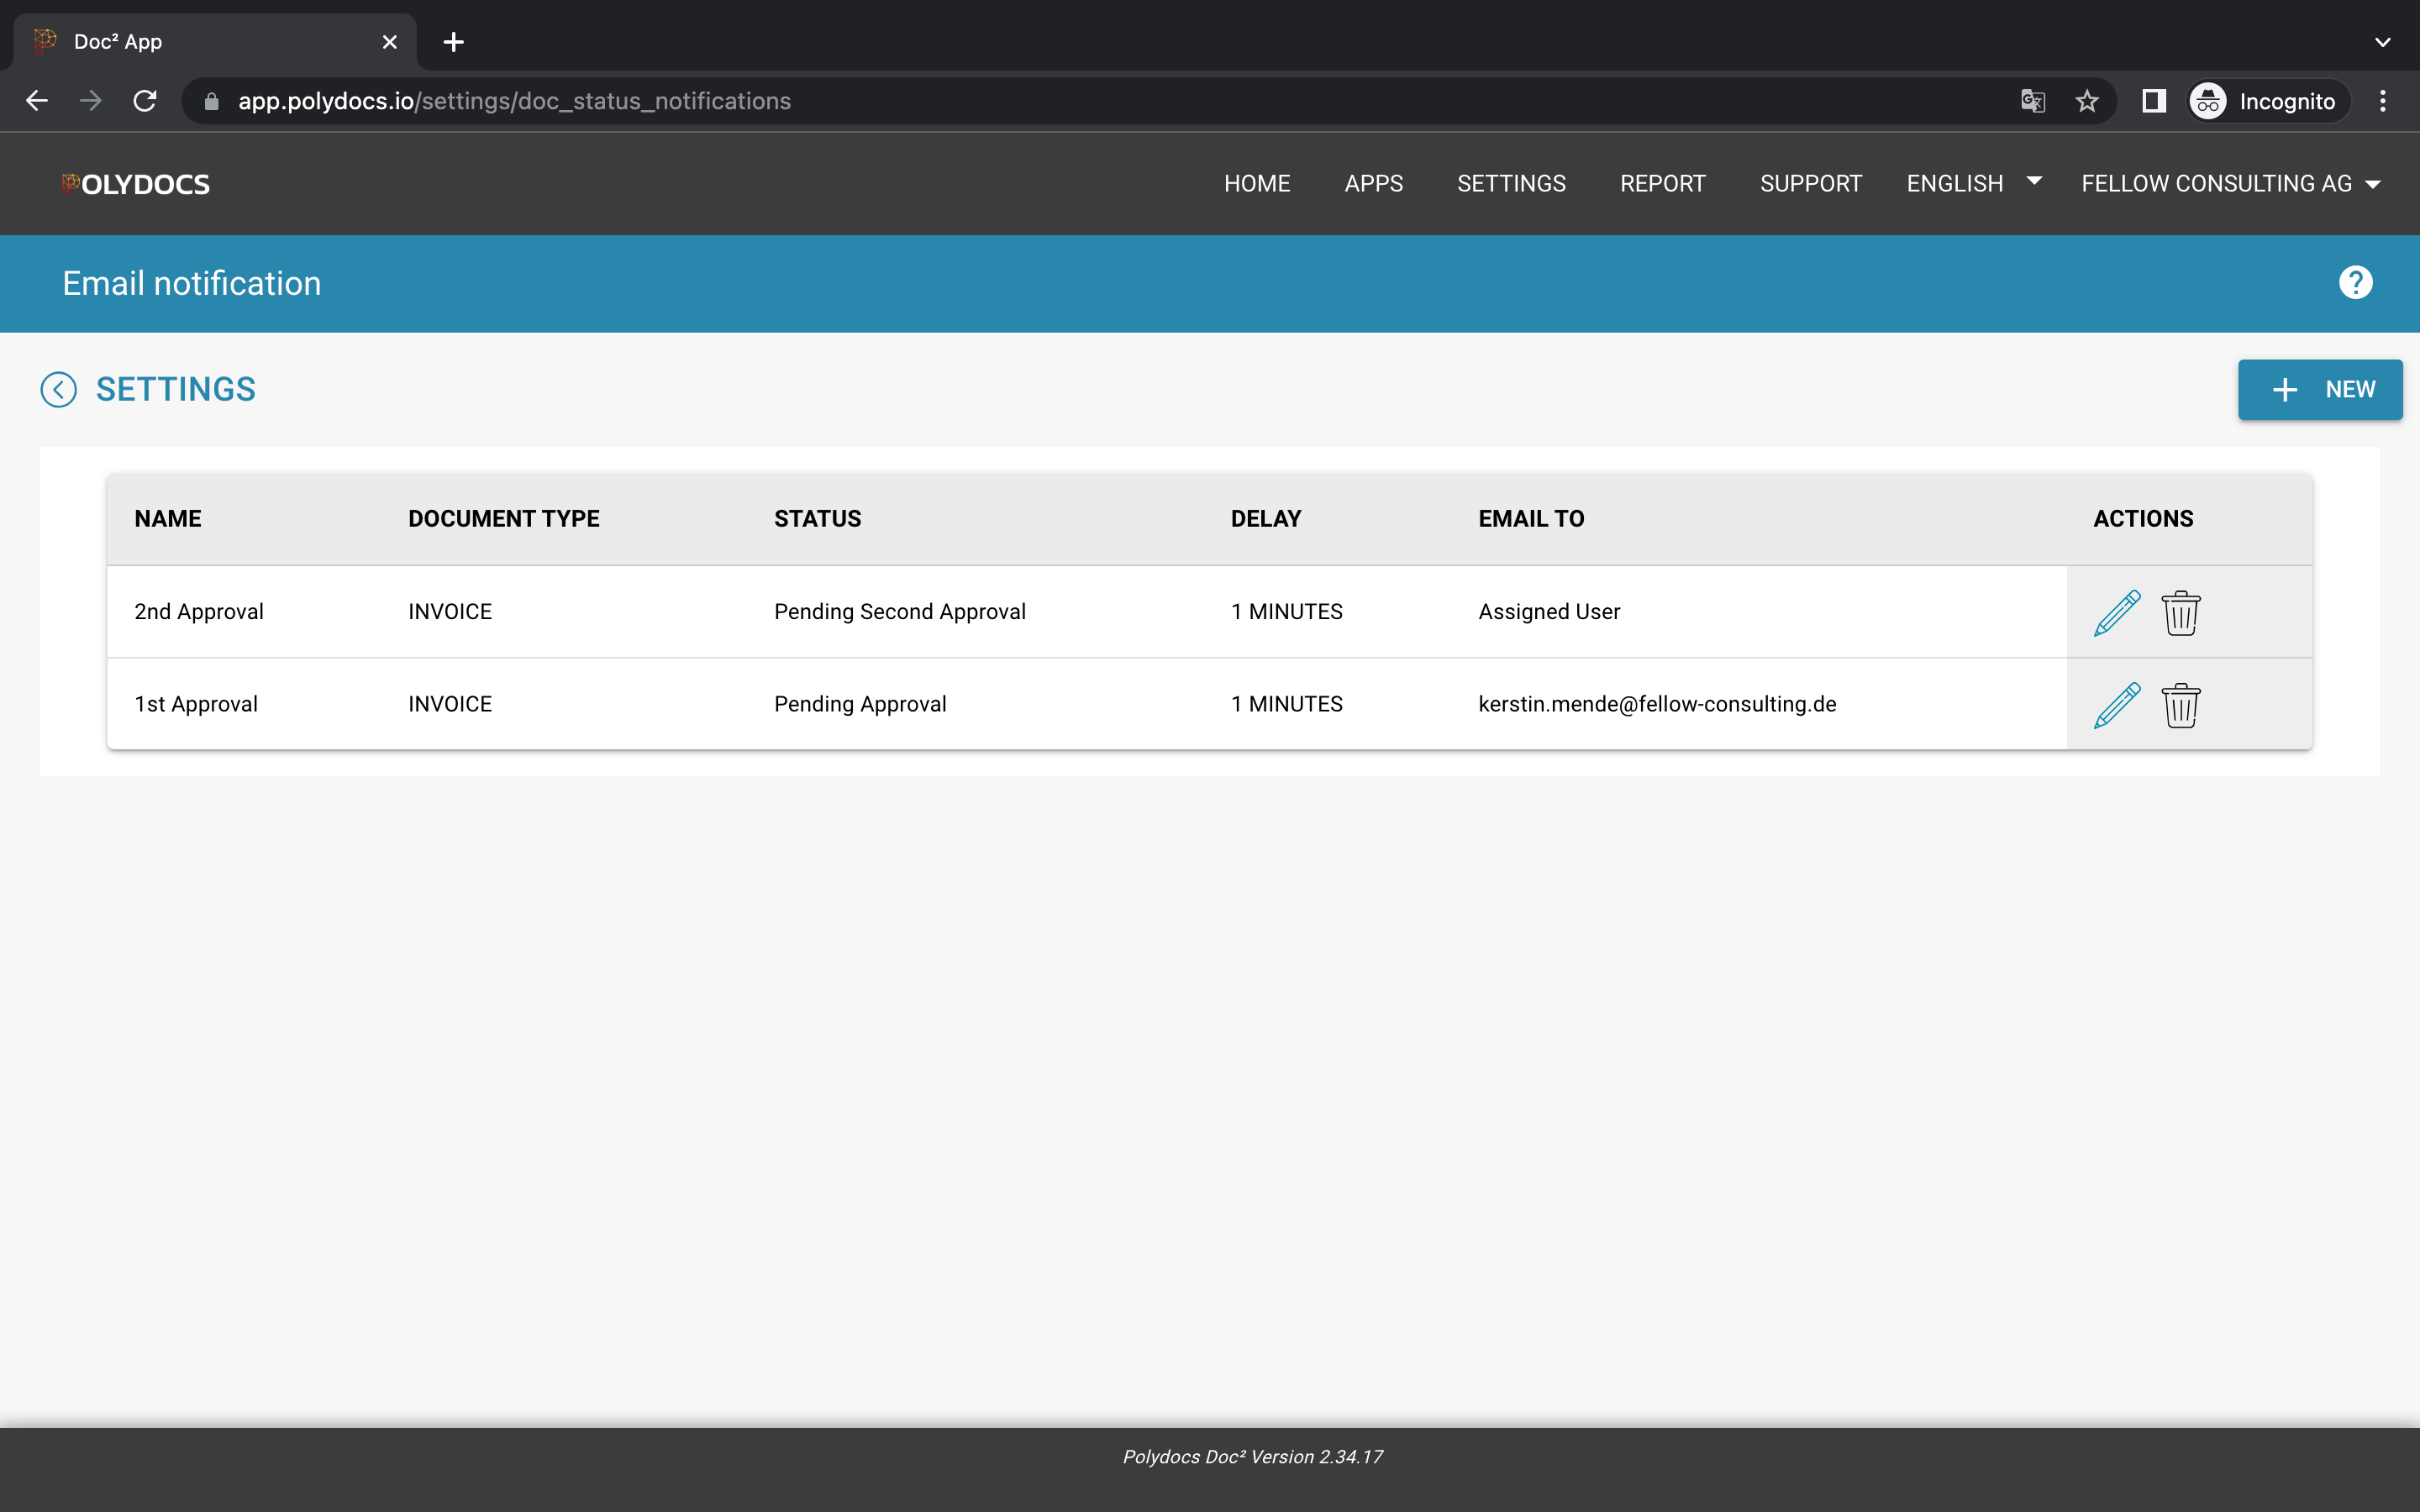 Doc² App
app.polydocs.io/settings/doc_status_notifications
Incognito
POLYDOCS
HOME APPS SETTINGS REPORT SUPPORT ENGLISH FELLOW CONSULTING AG
Email notification
?
SETTINGS
NEW
NAME DOCUMENT TYPE STATUS DELAY EMAIL TO ACTIONS
2nd Approval INVOICE Pending Second Approval 1 MINUTES Assigned User
1st Approval INVOICE Pending Approval 1 MINUTES kerstin.mende@fellow-consulting.de
Polydocs Doc² Version 2.34.17